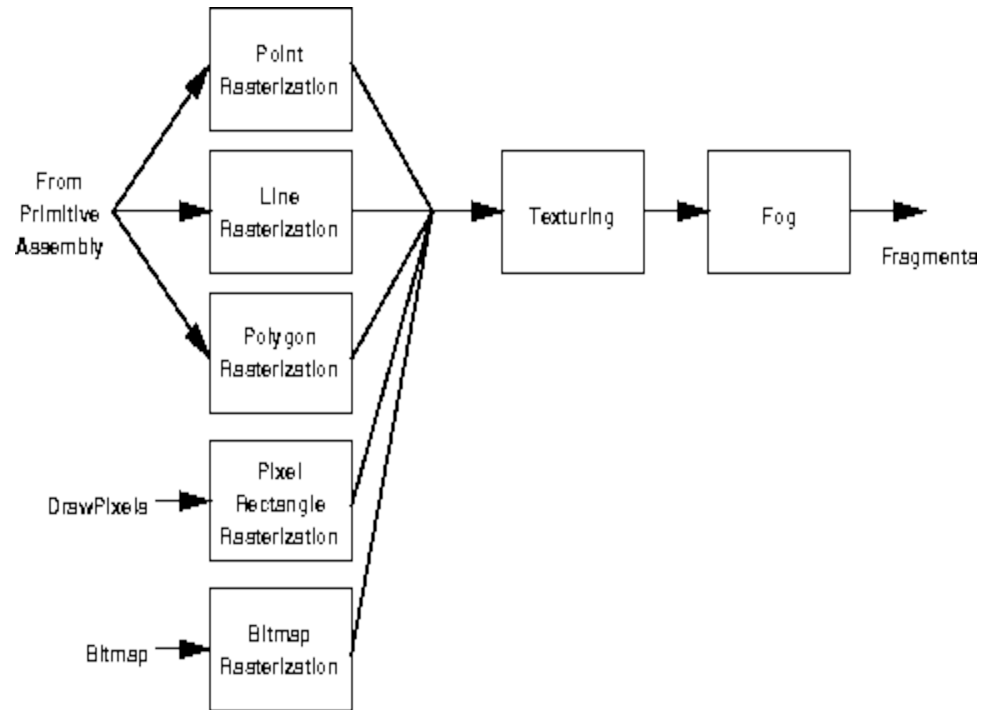 Point
Rasterization
From
Primitive
Assembly
Line
Rasterization
Texturing
Fog
Fragments
Polygon
Rasterization
DrawPixels
Pixel
Rectangle
Rasterization
Bitmap
Bitmap
Rasterization